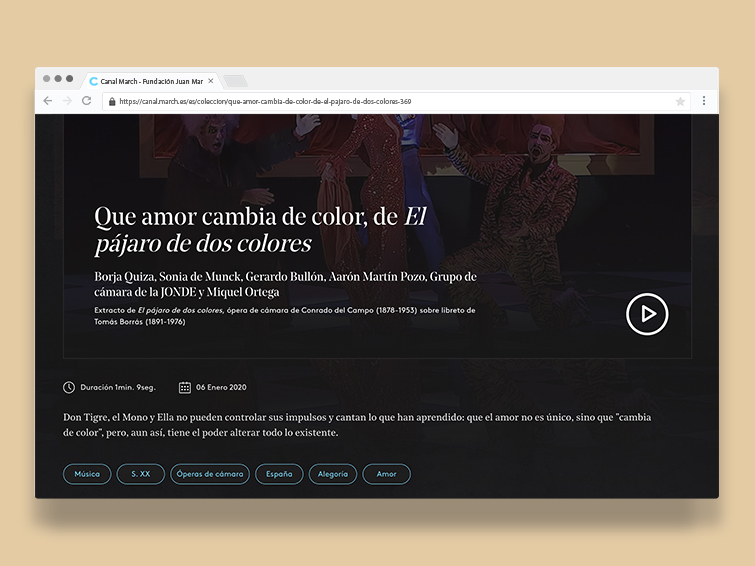 Canal March - Fundación Juan Mar
https://canal.march.es/es/coleccion/que-amor-cambia-de-color-de-el-pajaro-de-dos-colores-369
Que amor cambia de color, de El
pájaro de dos colores
Borja Quiza, Sonia de Munck, Gerardo Bullón, Aarón Martín Pozo, Grupo de
cámara de la JONDE y Miquel Ortega
Extracto de El pájaro de dos colores, ópera de cámara de Conrado del Campo (1878-1953) sobre libreto de
Tomás Borrás (1891-1976)
Duración 1min. 9seg. 06 Enero 2020
Don Tigre, el Mono y Ella no pueden controlar sus impulsos y cantan lo que han aprendido: que el amor no es único, sino que "cambia
de color", pero, aun así, tiene el poder alterar todo lo existente.
Música S. XX Óperas de cámara España Alegoría Amor